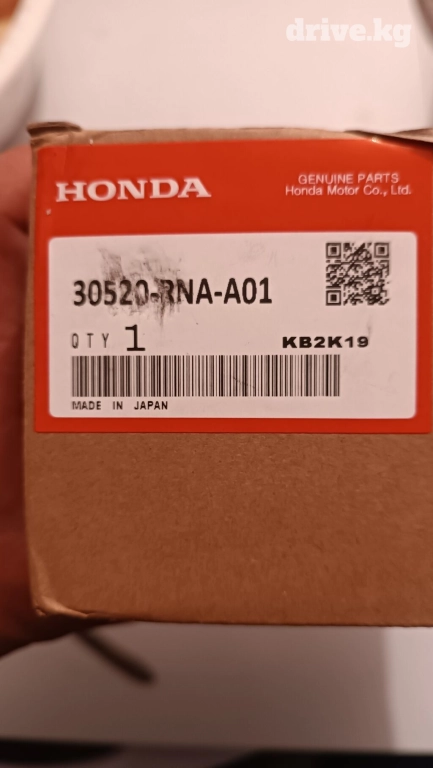 drive.kg
HONDA
GENUINE PARTS
Honda Motor Co., Ltd.
30520-RNA-A01
QTY 1
KB2K19
MADE IN JAPAN